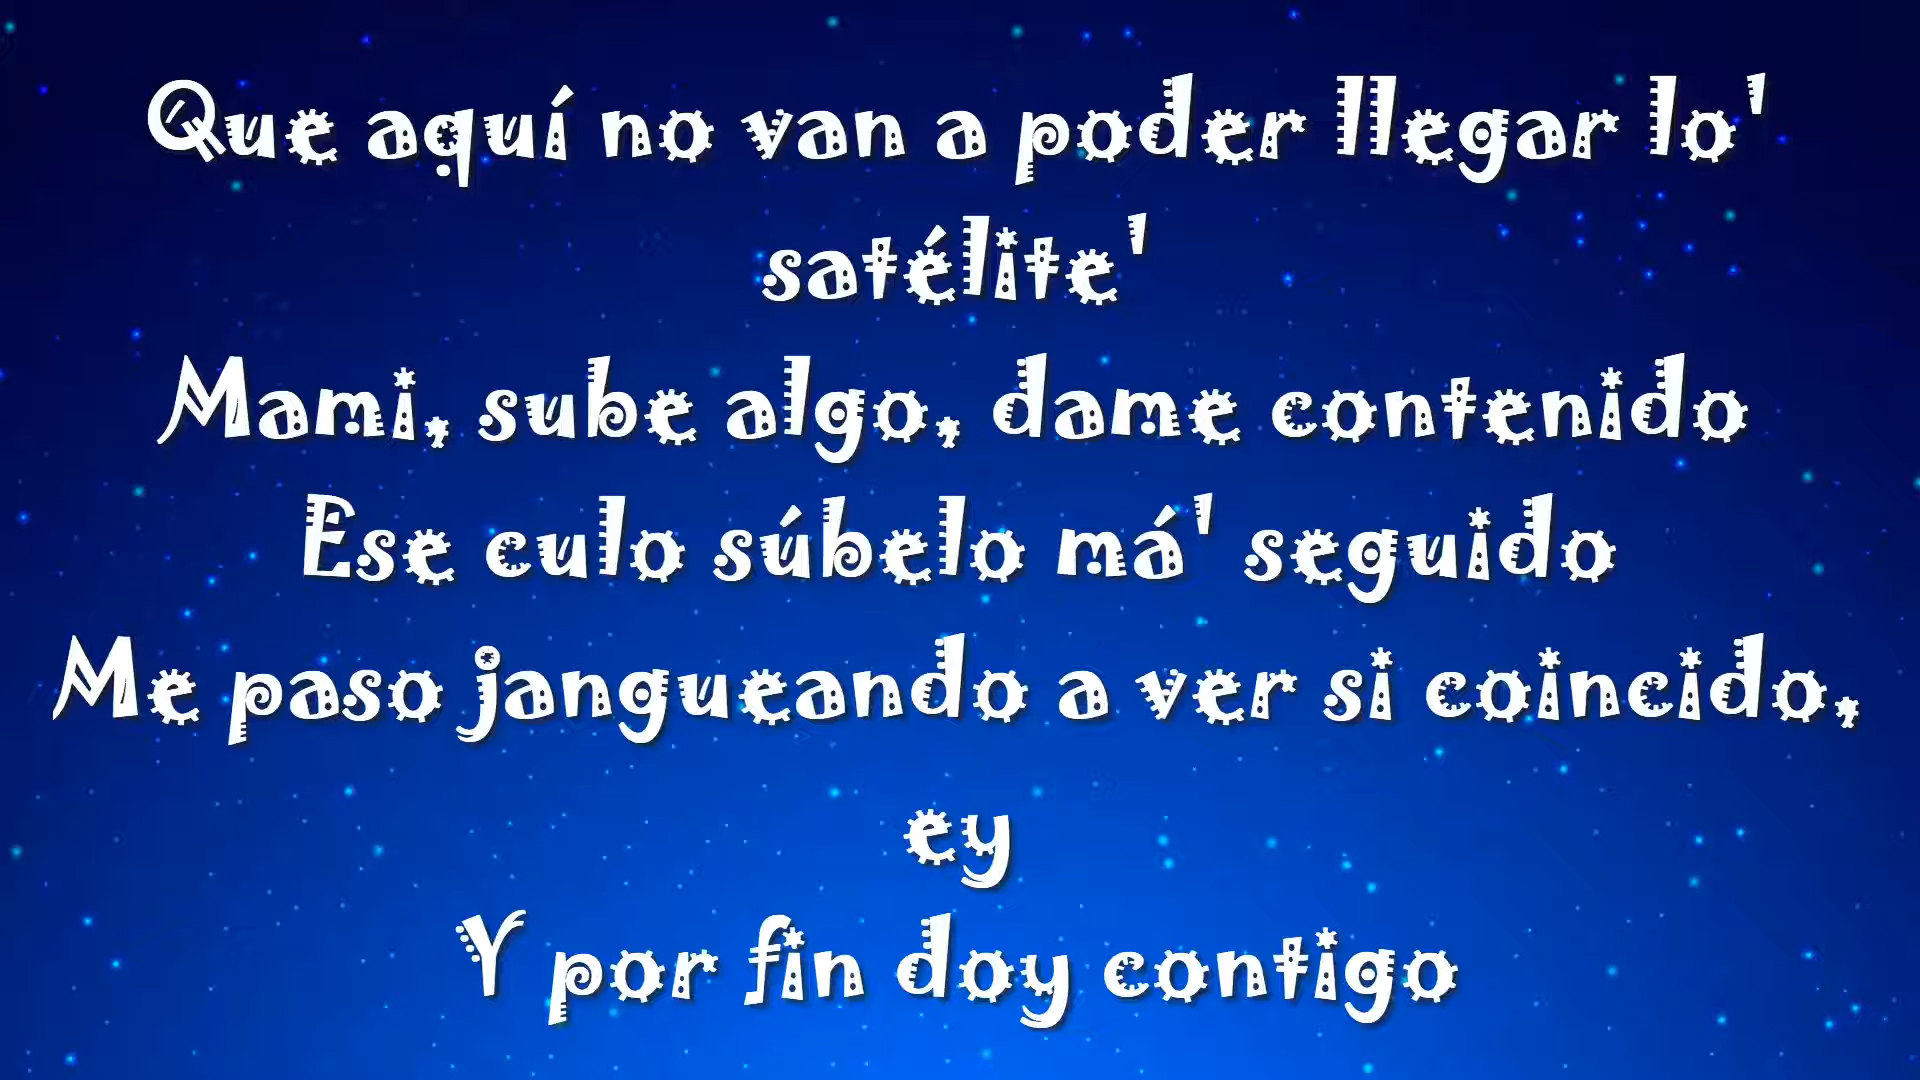 Que aquí no van a poder llegar lo'
satélite'
Mami, sube algo, dame contenido
Ese culo súbelo má' seguido
Me paso jangueando a ver si coincido,
ey
Y por fin doy contigo